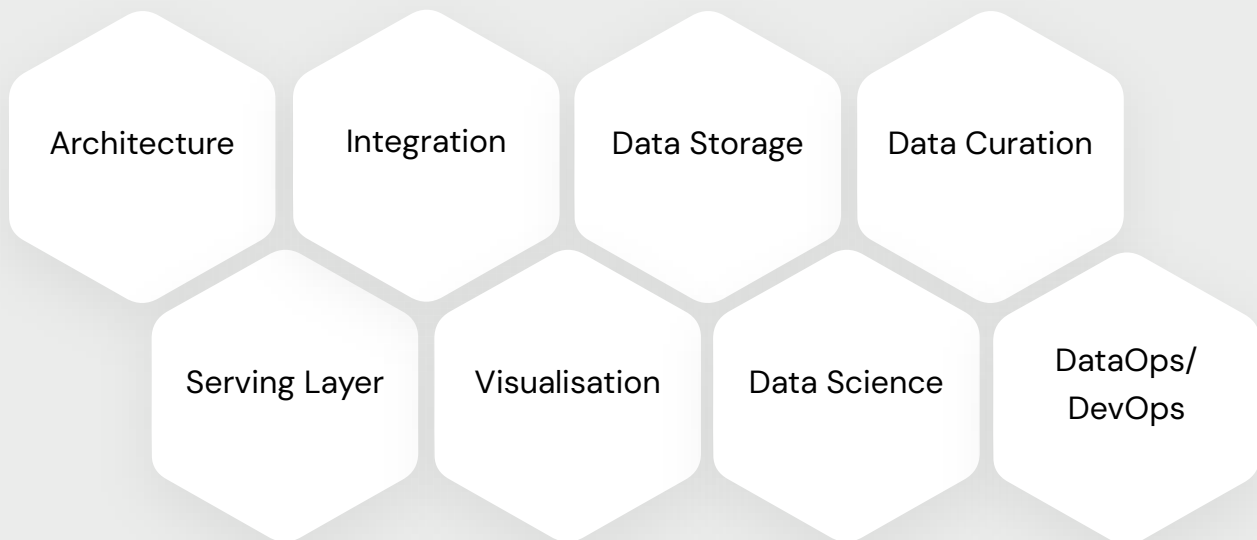 Architecture
Integration
Data Storage
Data Curation
Serving Layer
Visualisation
Data Science
DataOps/
DevOps